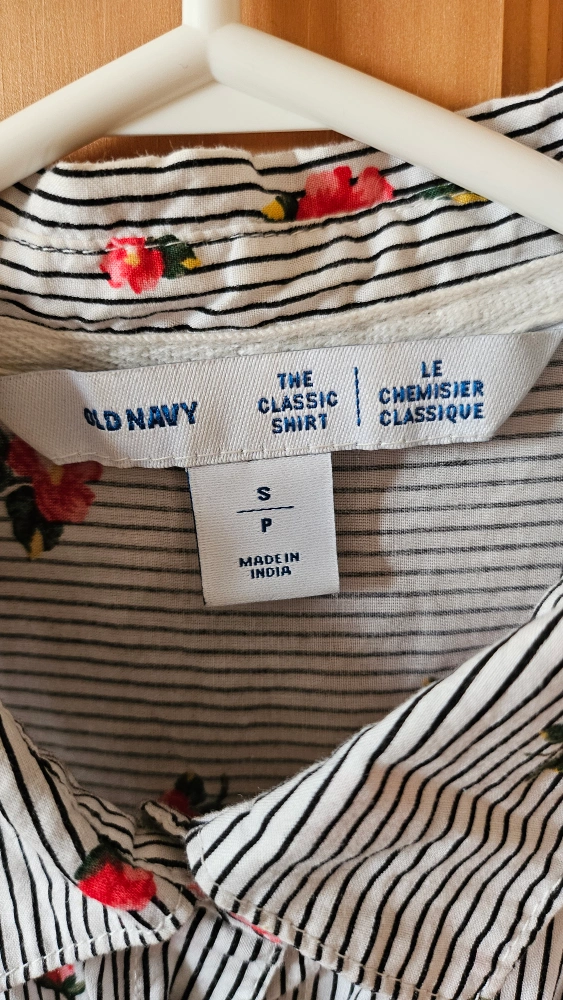 OLD NAVY
THE
CLASSIC
SHIRT
LE
CHEMISIER
CLASSIQUE
S
P
MADE IN
INDIA